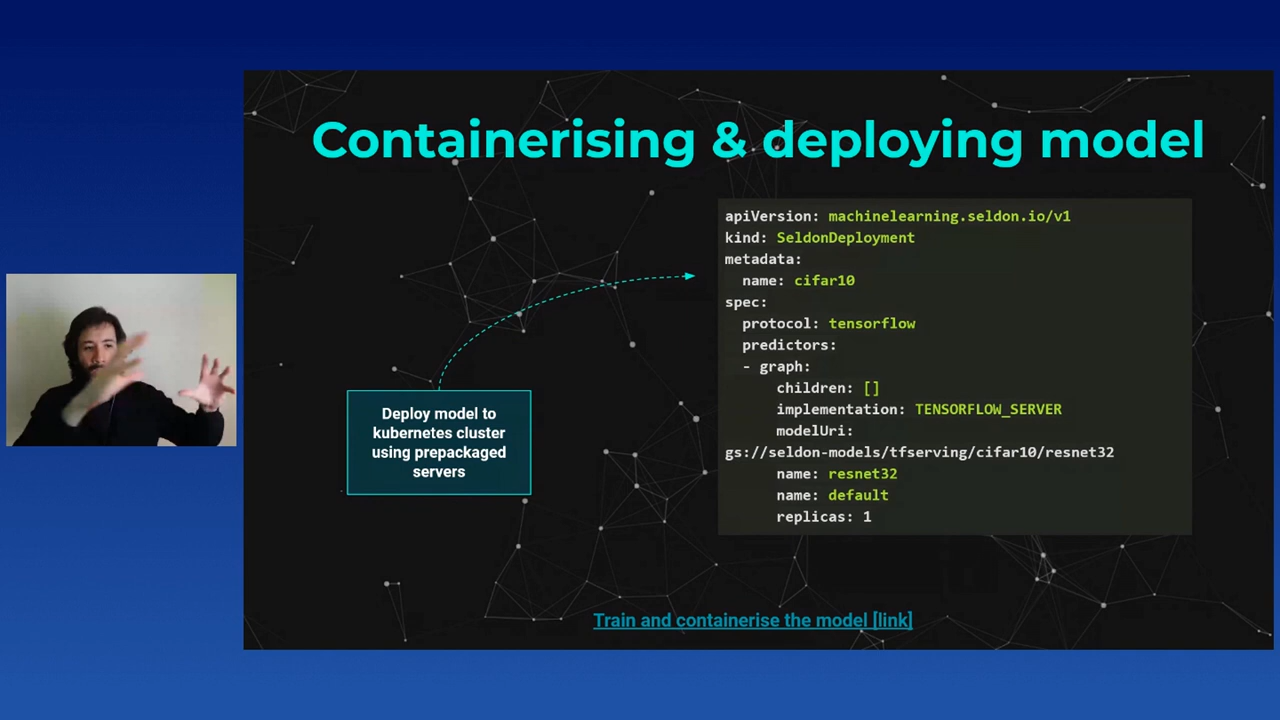 Containerising & deploying model
Deploy model to
kubernetes cluster
using prepackaged
servers
apiVersion: machinelearning.seldon.io/v1
kind: SeldonDeployment
metadata:
  name: cifar10
spec:
  protocol: tensorflow
  predictors:
  - graph:
      children: []
      implementation: TENSORFLOW_SERVER
      modelUri:
gs://seldon-models/tfserving/cifar10/resnet32
      name: resnet32
      name: default
      replicas: 1
Train and containerise the model [link]